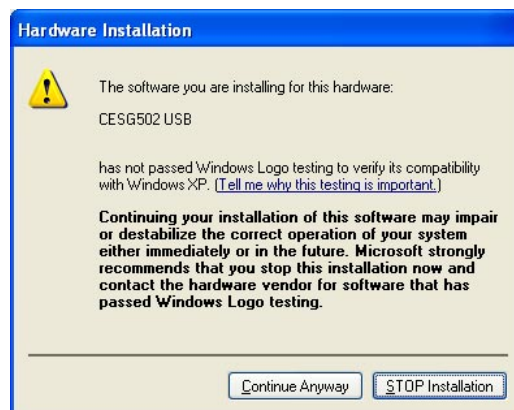 Hardware Installation
The software you are installing for this hardware:
CESG502 USB
has not passed Windows Logo testing to verify its compatibility
with Windows XP. (Tell me why this testing is important.)
Continuing your installation of this software may impair
or destabilize the correct operation of your system
either immediately or in the future. Microsoft strongly
recommends that you stop this installation now and
contact the hardware vendor for software that has
passed Windows Logo testing.
Continue Anyway
STOP Installation